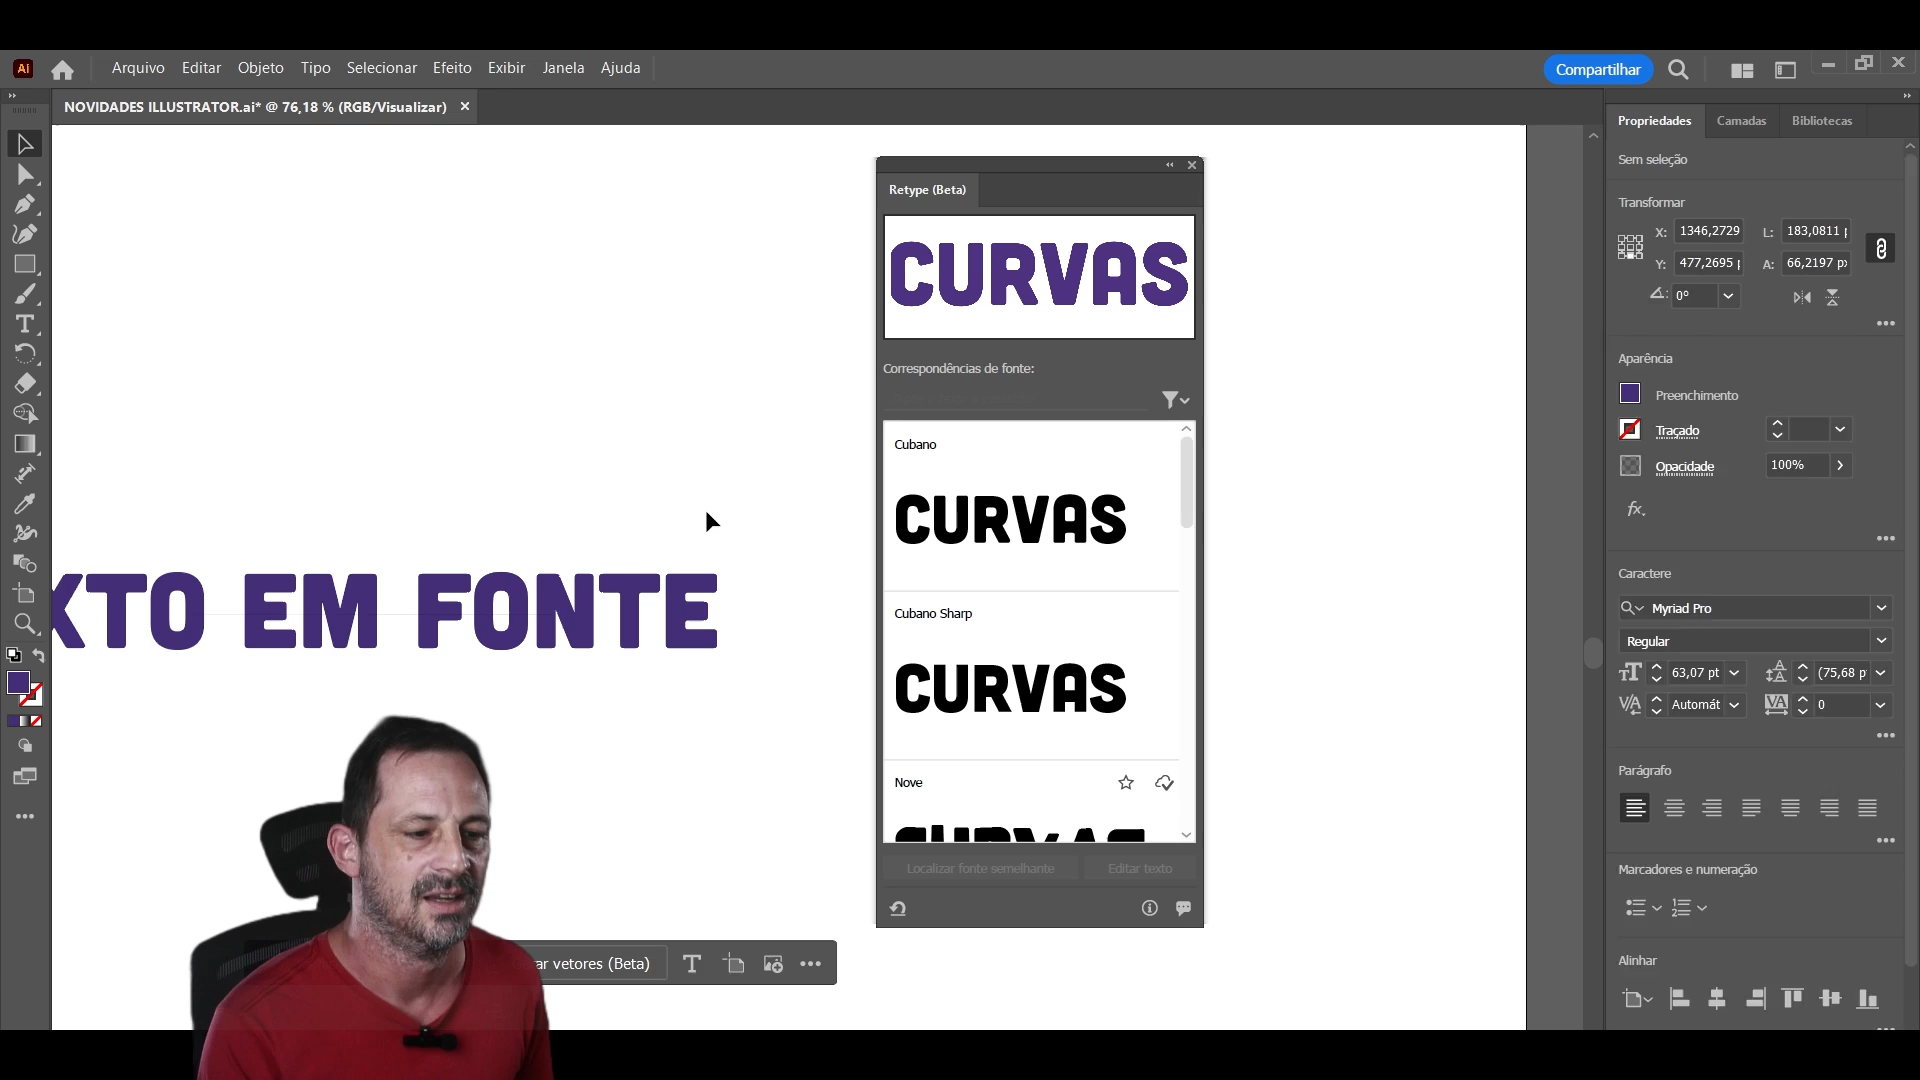 Ai
Arquivo Editar Objeto Tipo Selecionar Efeito Exibir Janela Ajuda
Compartilhar
NOVIDADES ILLUSTRATOR.ai* @ 76,18 % (RGB/Visualizar)
Retype (Beta)
CURVAS
Correspondências de fonte:
Cubano
CURVAS
Cubano Sharp
CURVAS
Nove
CURVAS
Localizar fonte semelhante
Editar texto
XTO EM FONTE
ar vetores (Beta)
Propriedades Camadas Bibliotecas
Sem seleção
Transformar
X: 1346,2729 L: 183,0811
Y: 477,2695 A: 66,2197 px
0°
Aparência
Preenchimento
Traçado
Opacidade 100%
fx.
Caractere
Myriad Pro
Regular
63,07 pt (75,68 p
Automát 0
Parágrafo
Marcadores e numeração
Alinhar